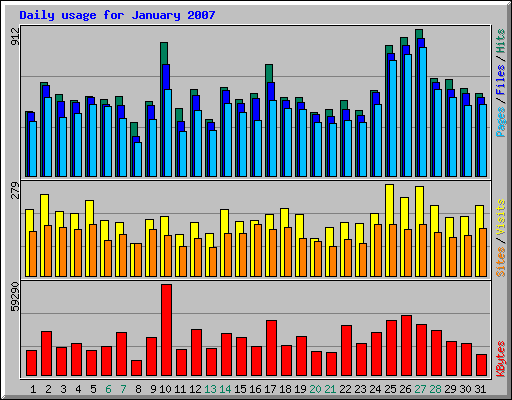 Daily usage for January 2007
912
Pages / Files / Hits
279
Sites / Visits
59290
KBytes
1 2 3 4 5 6 7 8 9 10 11 12 13 14 15 16 17 18 19 20 21 22 23 24 25 26 27 28 29 30 31